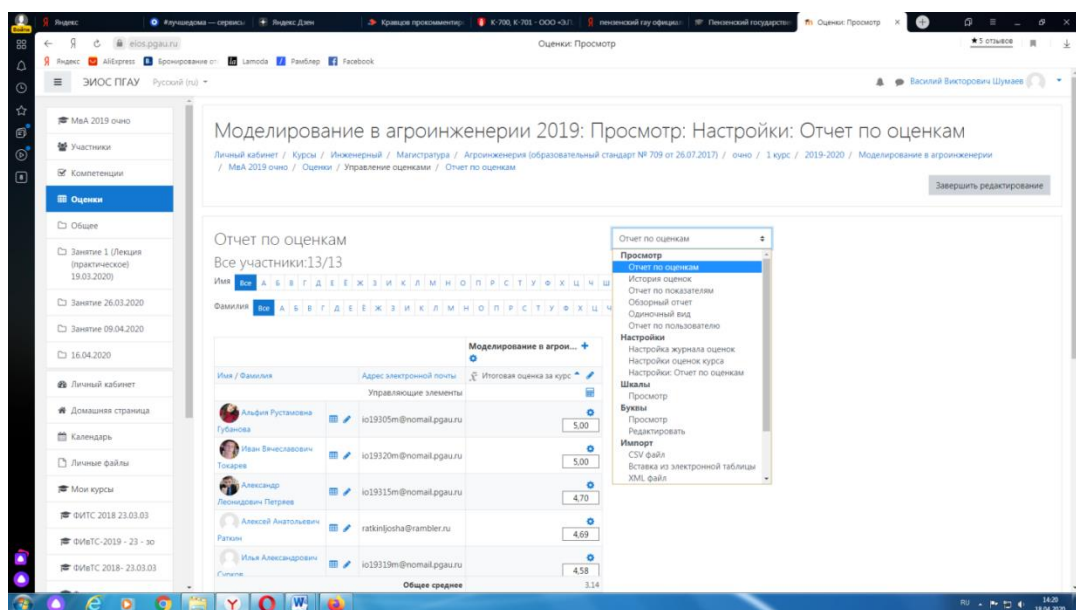 Яндекс
#лучшедома — сервисы
Яндекс.Дзен
Кравцов прокомментиро
К-700, К-701 - ООО «З.П.
пензенский гау официал
Пензенский государствен
Оценки: Просмотр
Войти
eios.pgau.ru
Оценки: Просмотр
★ 5 отзывов
Яндекс
AliExpress
Бронирование от
Lamoda
Рамблер
Facebook
ЭИОС ПГАУ
Русский (ru)
Василий Викторович Шумаев
МвА 2019 очно
Участники
Компетенции
Оценки
Общее
Занятие 1 (Лекция
(практическое)
19.03.2020)
Занятие 26.03.2020
Занятие 09.04.2020
16.04.2020
Личный кабинет
Домашняя страница
Календарь
Личные файлы
Мои курсы
ФИТС 2018 23.03.03
ФИвТС-2019 - 23 - зо
ФИвТС 2018- 23.03.03
Моделирование в агроинженерии 2019: Просмотр: Настройки: Отчет по оценкам
Личный кабинет / Курсы / Инженерный / Магистратура / Агроинженерия (образовательный стандарт № 709 от 26.07.2017) / очно / 1 курс / 2019-2020 / Моделирование в агроинженерии
/ МвА 2019 очно / Оценки / Управление оценками / Отчет по оценкам
Завершить редактирование
Отчет по оценкам
Все участники:13/13
Имя Все А Б В Г Д Е Ё Ж З И К Л М Н О П Р С Т У Ф Х Ц Ч Ш
Фамилия Все А Б В Г Д Е Ё Ж З И К Л М Н О П Р С Т У Ф Х Ц Ч
Моделирование в агрои...
Имя / Фамилия
Адрес электронной почты
Итоговая оценка за курс
Управляющие элементы
Альфия Рустамовна
Губанова
io19305m@nomail.pgau.ru
5,00
Иван Вячеславович
Токарев
io19320m@nomail.pgau.ru
5,00
Александр
Леонидович Петряев
io19315m@nomail.pgau.ru
4,70
Алексей Анатольевич
Раткин
ratkinljosha@rambler.ru
4,69
Илья Александрович
Сурков
io19319m@nomail.pgau.ru
4,58
Общее среднее
3,14
Отчет по оценкам
Просмотр
Отчет по оценкам
История оценок
Отчет по показателям
Обзорный отчет
Одиночный вид
Отчет по пользователю
Настройки
Настройка журнала оценок
Настройки оценок курса
Настройки: Отчет по оценкам
Шкалы
Просмотр
Буквы
Просмотр
Редактировать
Импорт
CSV файл
Вставка из электронной таблицы
XML файл
RU
14:20
18.04.2020